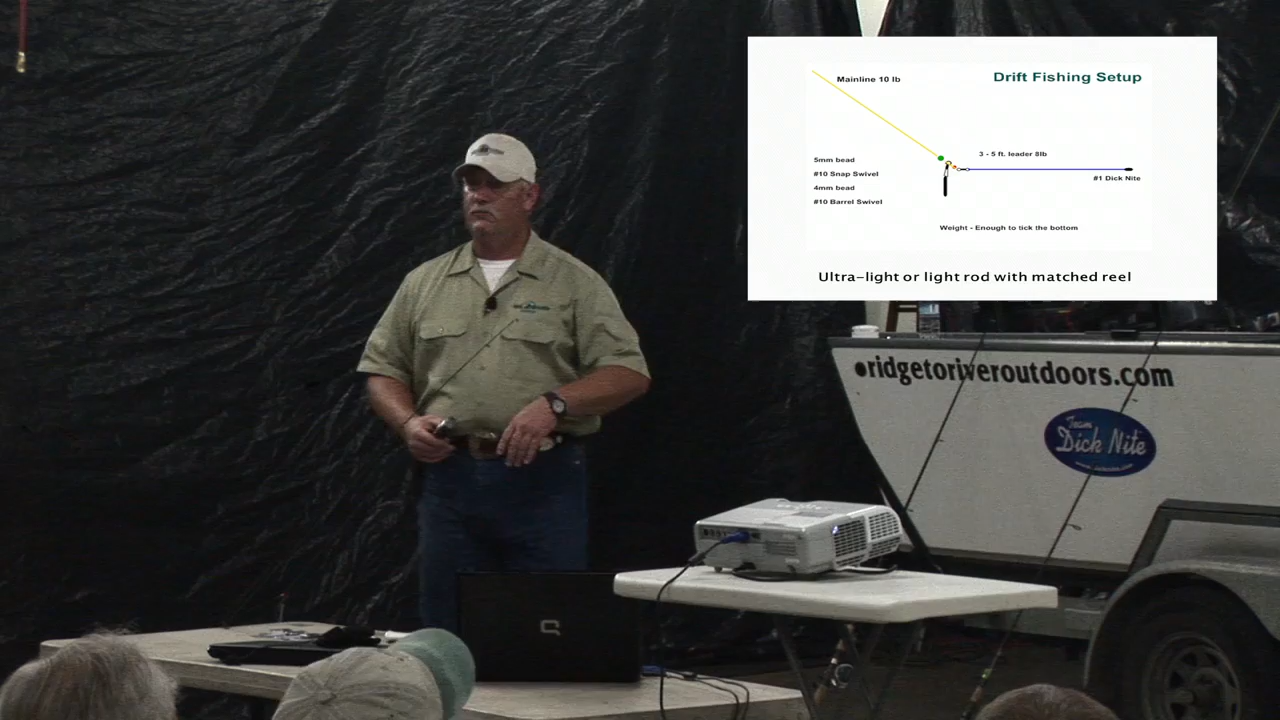 Mainline 10 lb
Drift Fishing Setup
5mm bead
3 - 5 ft. leader 8lb
#10 Snap Swivel
#1 Dick Nite
4mm bead
#10 Barrel Swivel
Weight - Enough to tick the bottom
Ultra-light or light rod with matched reel
ridgetoriveroutdoors.com
Team
Dick Nite